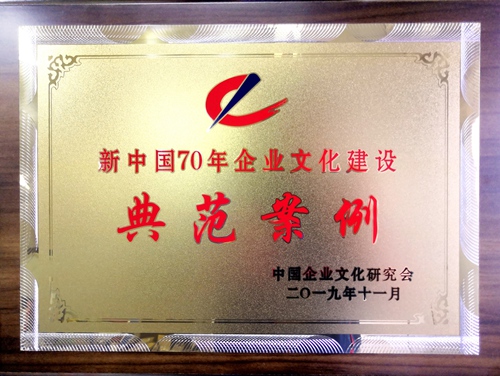 新中国70年企业文化建设
典范案例
中国企业文化研究会
二〇一九年十一月